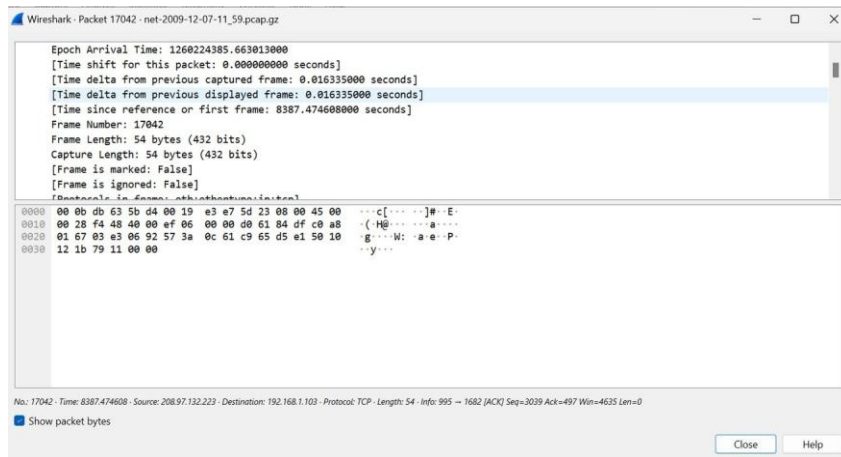 Wireshark · Packet 17042 · net-2009-12-07-11_59.pcap.gz
Epoch Arrival Time: 1260224385.663013000
[Time shift for this packet: 0.000000000 seconds]
[Time delta from previous captured frame: 0.016335000 seconds]
[Time delta from previous displayed frame: 0.016335000 seconds]
[Time since reference or first frame: 8387.474608000 seconds]
Frame Number: 17042
Frame Length: 54 bytes (432 bits)
Capture Length: 54 bytes (432 bits)
[Frame is marked: False]
[Frame is ignored: False]
[Protocols in frame: eth:ethertype:ip:tcp]
0000 00 0b db 63 5b d4 00 19 e3 e7 5d 23 08 00 45 00 ···c[··· ··]#··E·
0010 00 28 f4 48 40 00 ef 06 00 00 d0 61 84 df c0 a8 ·(·H@··· ···a····
0020 01 67 03 e3 06 92 57 3a 0c 61 c9 65 d5 e1 50 10 ·g····W: ·a·e··P·
0030 12 1b 79 11 00 00 ··y···
No.: 17042 · Time: 8387.474608 · Source: 208.97.132.223 · Destination: 192.168.1.103 · Protocol: TCP · Length: 54 · Info: 995 → 1682 [ACK] Seq=3039 Ack=497 Win=4635 Len=0
Show packet bytes
Close Help